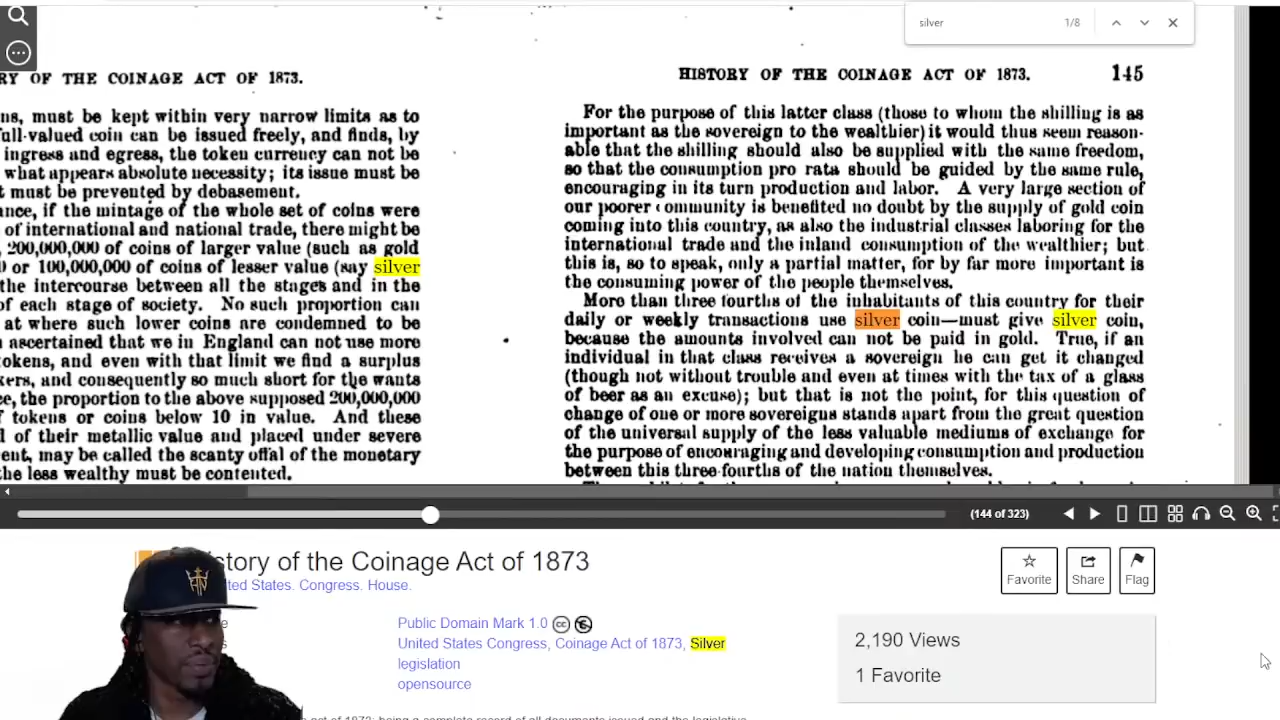 silver 1/8
RY OF THE COINAGE ACT OF 1873.
ns, must be kept within very narrow limits as to
full-valued coin can be issued freely, and finds, by
ingress and egress, the token currency can not be
what appears absolute necessity; its issue must be
t must be prevented by debasement.
ance, if the mintage of the whole set of coins were
of international and national trade, there might be
200,000,000 of coins of larger value (such as gold
) or 100,000,000 of coins of lesser value (say silver
the intercourse between all the stages and in the
of each stage of society. No such proportion can
at where such lower coins are condemned to be
ascertained that we in England can not use more
tokens, and even with that limit we find a surplus
kers, and consequently so much short for the wants
ce, the proportion to the above supposed 200,000,000
f tokens or coins below 10 in value. And these
d of their metallic value and placed under severe
ent, may be called the scanty offal of the monetary
the less wealthy must be contented.
HISTORY OF THE COINAGE ACT OF 1873. 145
For the purpose of this latter class (those to whom the shilling is as
important as the sovereign to the wealthier) it would thus seem reason-
able that the shilling should also be supplied with the same freedom,
so that the consumption pro rata should be guided by the same rule,
encouraging in its turn production and labor. A very large section of
our poorer community is benefited no doubt by the supply of gold coin
coming into this country, as also the industrial classes laboring for the
international trade and the inland consumption of the wealthier; but
this is, so to speak, only a partial matter, for by far more important is
the consuming power of the people themselves.
More than three fourths of the inhabitants of this country for their
daily or weekly transactions use silver coin—must give silver coin,
because the amounts involved can not be paid in gold. True, if an
individual in that class receives a sovereign he can get it changed
(though not without trouble and even at times with the tax of a glass
of beer as an excuse); but that is not the point, for this question of
change of one or more sovereigns stands apart from the great question
of the universal supply of the less valuable mediums of exchange for
the purpose of encouraging and developing consumption and production
between this three-fourths of the nation themselves.
(144 of 323)
story of the Coinage Act of 1873
ted States. Congress. House.
Favorite
Share
Flag
Public Domain Mark 1.0
United States Congress, Coinage Act of 1873, Silver
legislation
opensource
2,190 Views
1 Favorite
act of 1873: being a complete record of all documents issued and the legislative